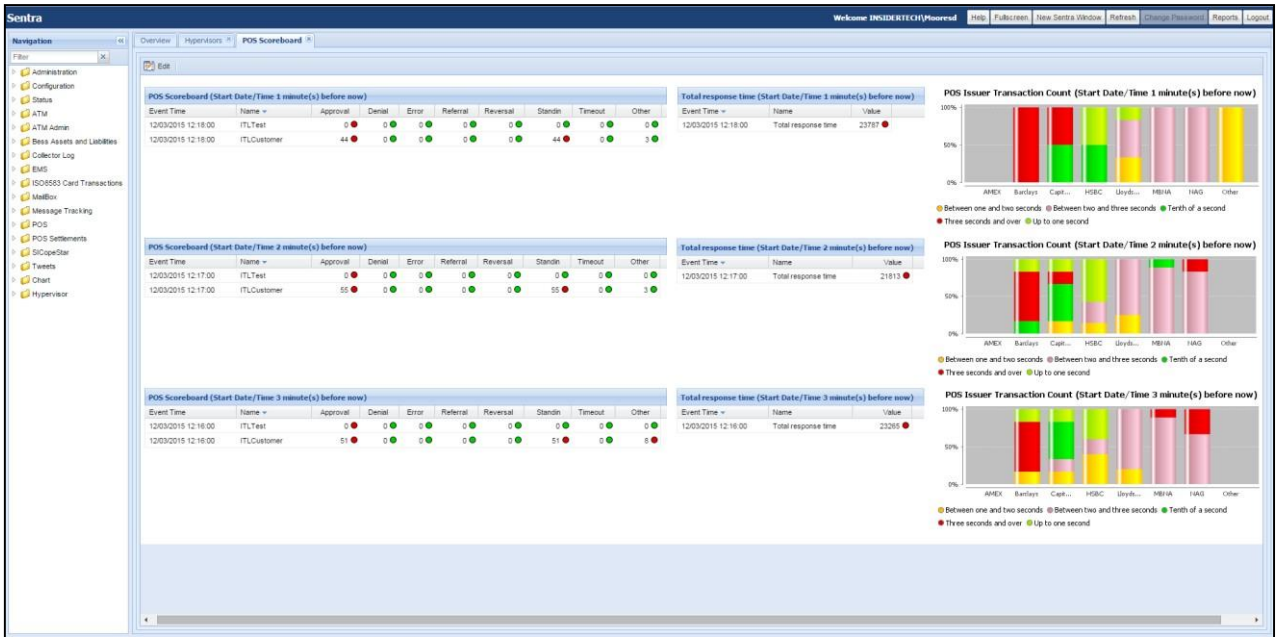 Sentra
Welcome INSIDERTECH\Mooresd Help Fullscreen New Sentra Window Refresh Change Password Reports Logout
Navigation
Overview Hypervisors POS Scoreboard
Filter
Edit
Administration
Configuration
Status
ATM
ATM Admin
Bess Assets and Liabilities
Collector Log
EMS
ISO8583 Card Transactions
MailBox
Message Tracking
POS
POS Settlements
SICopeStar
Tweets
Chart
Hypervisor
POS Scoreboard (Start Date/Time 1 minute(s) before now)
Event Time Name Approval Denial Error Referral Reversal Standin Timeout Other
12/03/2015 12:18:00 ITLTest 0 0 0 0 0 0 0 0
12/03/2015 12:18:00 ITLCustomer 44 0 0 0 0 44 0 3
Total response time (Start Date/Time 1 minute(s) before now)
Event Time Name Value
12/03/2015 12:18:00 Total response time 23787
POS Issuer Transaction Count (Start Date/Time 1 minute(s) before now)
100%
50%
0%
AMEX Barclays Capit... HSBC Lloyds... MBNA NAG Other
Between one and two seconds Between two and three seconds Tenth of a second
Three seconds and over Up to one second
POS Scoreboard (Start Date/Time 2 minute(s) before now)
Event Time Name Approval Denial Error Referral Reversal Standin Timeout Other
12/03/2015 12:17:00 ITLTest 0 0 0 0 0 0 0 0
12/03/2015 12:17:00 ITLCustomer 55 0 0 0 0 55 0 3
Total response time (Start Date/Time 2 minute(s) before now)
Event Time Name Value
12/03/2015 12:17:00 Total response time 21813
POS Issuer Transaction Count (Start Date/Time 2 minute(s) before now)
100%
50%
0%
AMEX Barclays Capit... HSBC Lloyds... MBNA NAG Other
Between one and two seconds Between two and three seconds Tenth of a second
Three seconds and over Up to one second
POS Scoreboard (Start Date/Time 3 minute(s) before now)
Event Time Name Approval Denial Error Referral Reversal Standin Timeout Other
12/03/2015 12:16:00 ITLTest 0 0 0 0 0 0 0 0
12/03/2015 12:16:00 ITLCustomer 51 0 0 0 0 51 0 8
Total response time (Start Date/Time 3 minute(s) before now)
Event Time Name Value
12/03/2015 12:16:00 Total response time 23265
POS Issuer Transaction Count (Start Date/Time 3 minute(s) before now)
100%
50%
0%
AMEX Barclays Capit... HSBC Lloyds... MBNA NAG Other
Between one and two seconds Between two and three seconds Tenth of a second
Three seconds and over Up to one second